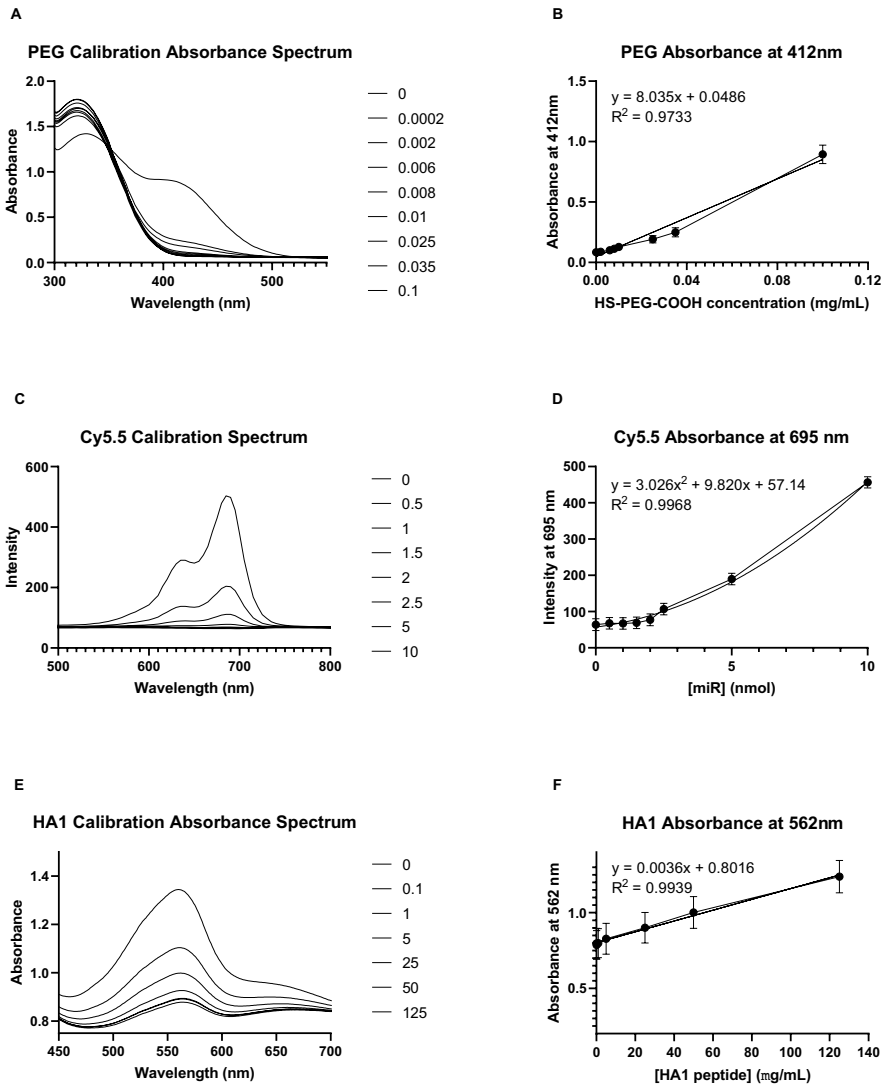 A
PEG Calibration Absorbance Spectrum
Absorbance
2.0
1.5
1.0
0.5
0.0
300
400
500
Wavelength (nm)
0
0.0002
0.002
0.006
0.008
0.01
0.025
0.035
0.1
B
PEG Absorbance at 412nm
y = 8.035x + 0.0486
R² = 0.9733
Absorbance at 412nm
1.5
1.0
0.5
0.0
0.00
0.04
0.08
0.12
HS-PEG-COOH concentration (mg/mL)
C
Cy5.5 Calibration Spectrum
Intensity
600
400
200
0
500
600
700
800
Wavelength (nm)
0
0.5
1
1.5
2
2.5
5
10
D
Cy5.5 Absorbance at 695 nm
y = 3.026x² + 9.820x + 57.14
R² = 0.9968
Intensity at 695 nm
500
400
300
200
100
0
0
5
10
[miR] (nmol)
E
HA1 Calibration Absorbance Spectrum
Absorbance
1.4
1.2
1.0
0.8
450
500
550
600
650
700
Wavelength (nm)
0
0.1
1
5
25
50
125
F
HA1 Absorbance at 562nm
y = 0.0036x + 0.8016
R² = 0.9939
Absorbance at 562 nm
1.0
0.5
0
20
40
60
80
100
120
140
[HA1 peptide] (mg/mL)